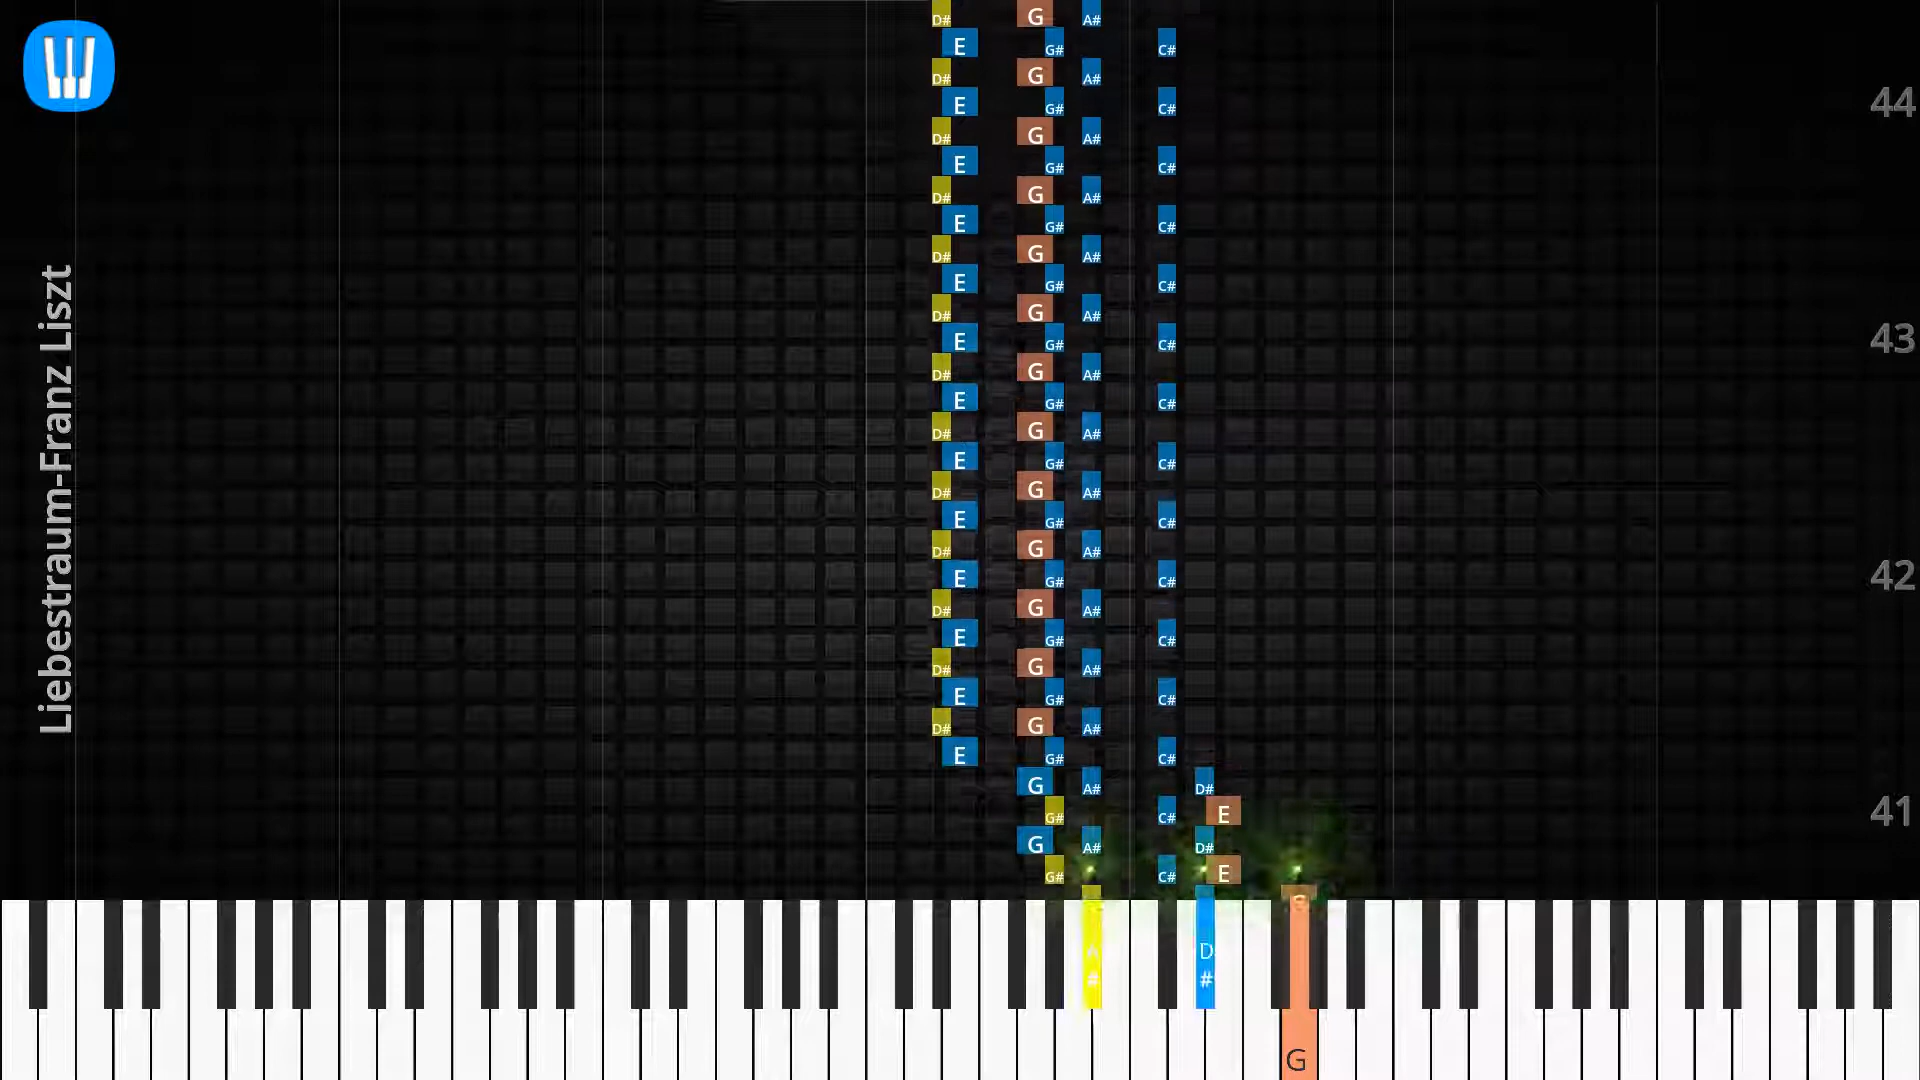 Liebestraum-Franz Liszt
D# G A#
E G# C#
D# G A#
E G# C# 44
D# G A#
E G# C#
D# G A#
E G# C#
D# G A#
E G# C#
D# G A#
E G# C# 43
D# G A#
E G# C#
D# G A#
E G# C#
D# G A#
E G# C#
D# G A#
E G# C# 42
D# G A#
E G# C#
D# G A#
E G# C#
D# G A#
E G# C#
G A# D#
G# C# E 41
G A# D#
G# C# E
G
A# D#
G